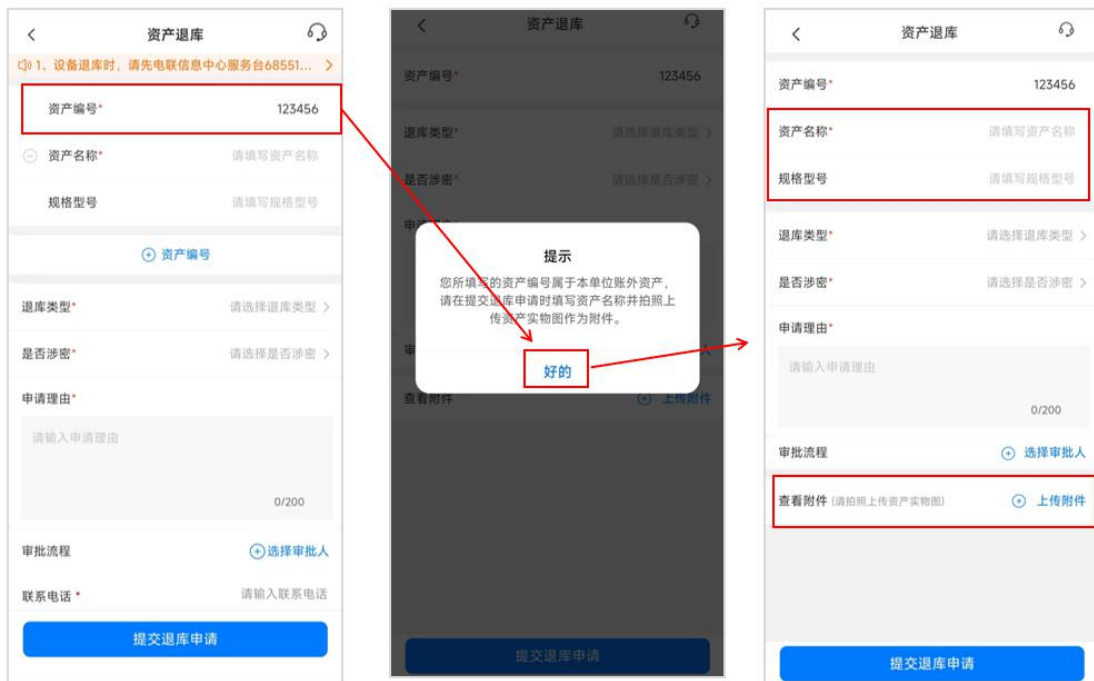 资产退库
1、设备退库时，请先电联信息中心服务台68551...
资产编号* 123456
资产名称* 请填写资产名称
规格型号 请填写规格型号
资产编号
退库类型* 请选择退库类型
是否涉密* 请选择是否涉密
申请理由*
请输入申请理由
0/200
审批流程 选择审批人
联系电话* 请输入联系电话
提交退库申请
资产退库
资产编号* 123456
退库类型* 请选择退库类型
是否涉密* 请选择是否涉密
提示
您所填写的资产编号属于本单位账外资产，
请在提交退库申请时填写资产名称并拍照上
传资产实物图作为附件。
好的
查看附件 上传附件
提交退库申请
资产退库
资产编号* 123456
资产名称* 请填写资产名称
规格型号 请填写规格型号
退库类型* 请选择退库类型
是否涉密* 请选择是否涉密
申请理由*
请输入申请理由
0/200
审批流程 选择审批人
查看附件 (请拍照上传资产实物图) 上传附件
提交退库申请